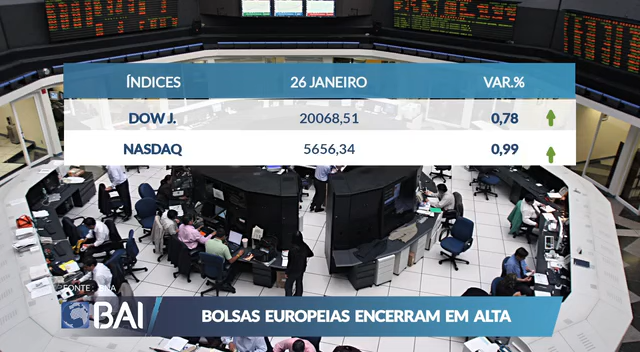 ÍNDICES 26 JANEIRO VAR.%
DOW J. 20068,51 0,78
NASDAQ 5656,34 0,99
FONTE :
BAI
BOLSAS EUROPEIAS ENCERRAM EM ALTA